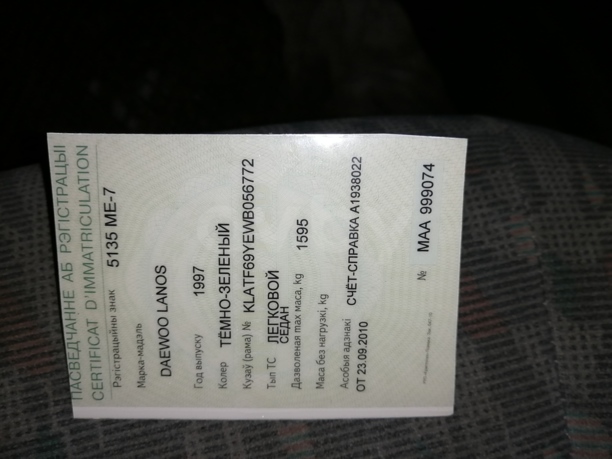 ПАСВЕДЧАННЕ АБ РЭГІСТРАЦЫІ
CERTIFICAT D'IMMATRICULATION
Рэгістрацыйны знак 5135 ME-7
Марка-мадэль
DAEWOO LANOS
Год выпуску 1997
Колер ТЁМНО-ЗЕЛЕНЫЙ
Кузаў (рама) № KLATF69YEWB056772
Тып ТС ЛЕГКОВОЙ
СЕДАН
Дазволеная max маса, kg 1595
Маса без нагрузкі, kg
Асобыя адзнакі СЧЁТ-СПРАВКА А1938022
ОТ 23.09.2010
№ MAA 999074